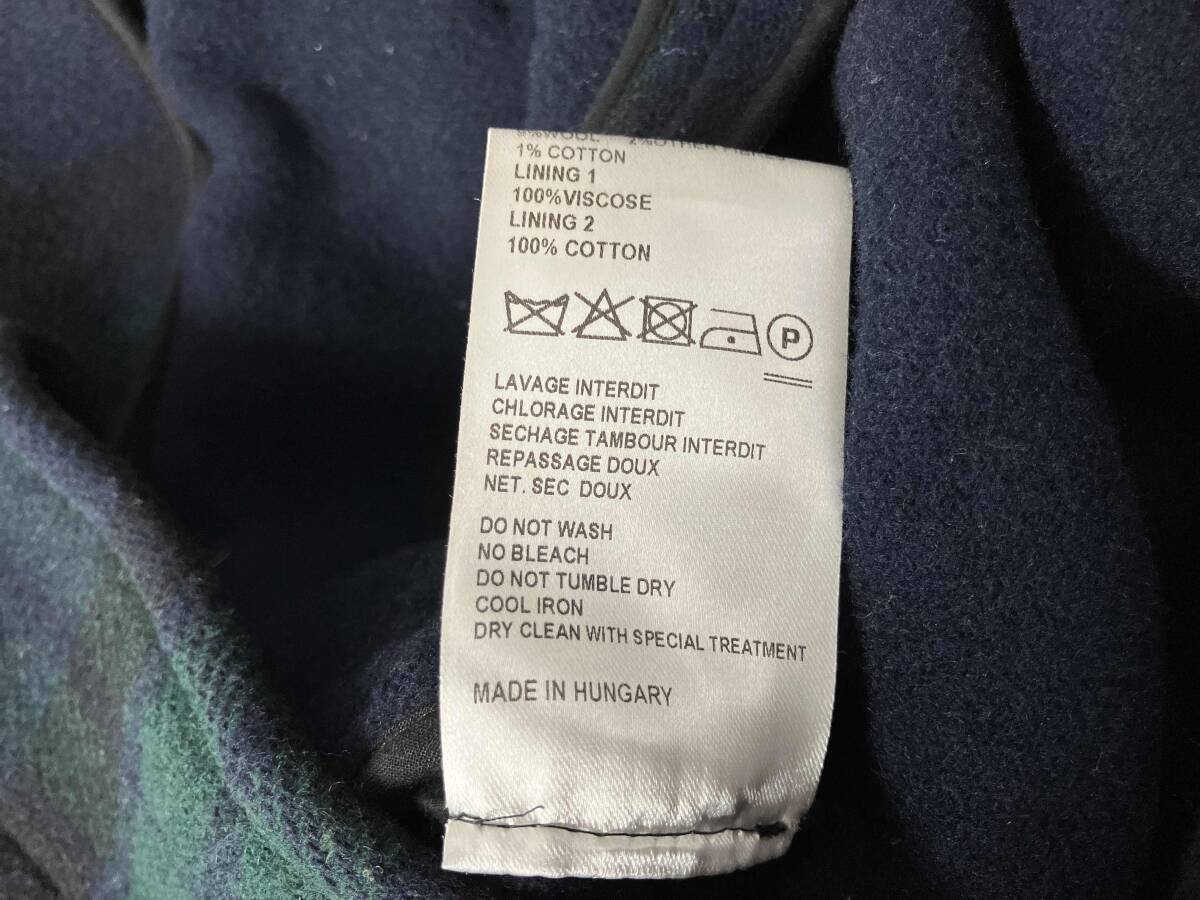 WOOL
1% COTTON
LINING 1
100%VISCOSE
LINING 2
100% COTTON
P
LAVAGE INTERDIT
CHLORAGE INTERDIT
SECHAGE TAMBOUR INTERDIT
REPASSAGE DOUX
NET. SEC DOUX
DO NOT WASH
NO BLEACH
DO NOT TUMBLE DRY
COOL IRON
DRY CLEAN WITH SPECIAL TREATMENT
MADE IN HUNGARY